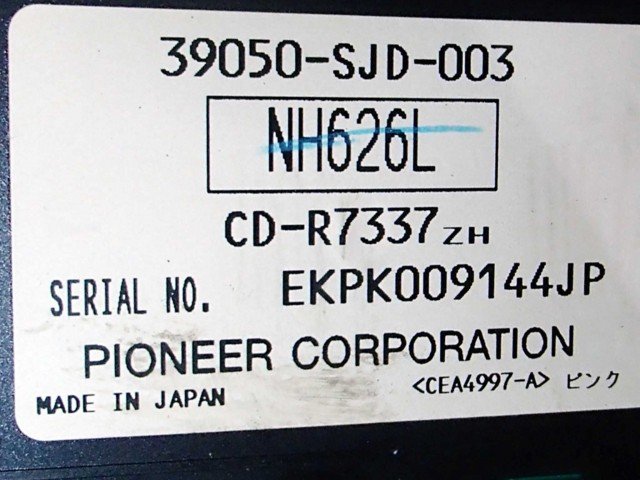 39050-SJD-003
NH626L
CD-R7337ZH
SERIAL NO. EKPK009144JP
PIONEER CORPORATION
MADE IN JAPAN <CEA4997-A> ピンク